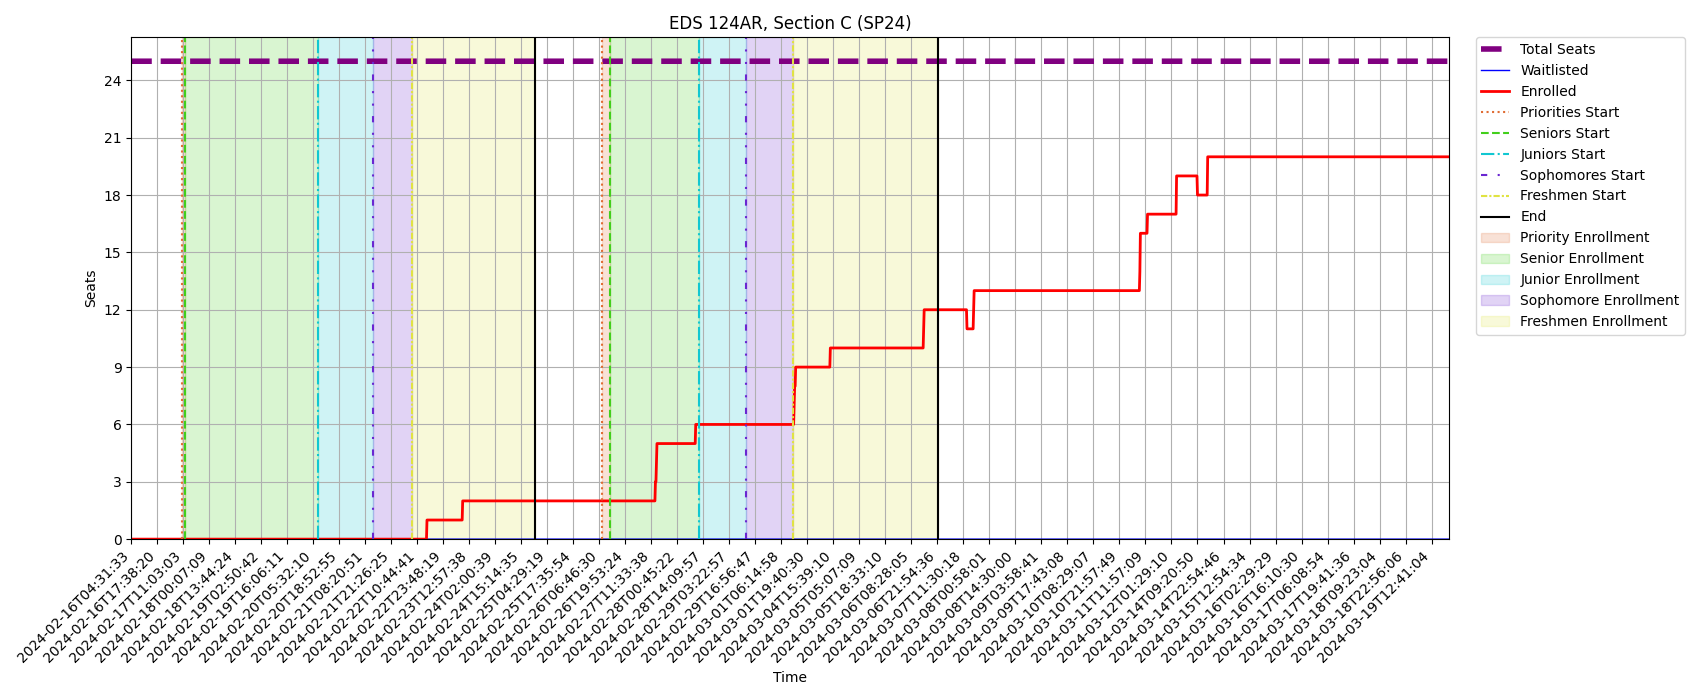 EDS 124AR, Section C (SP24)
Total Seats
Waitlisted
Enrolled
Priorities Start
Seniors Start
Juniors Start
Sophomores Start
Freshmen Start
End
Priority Enrollment
Senior Enrollment
Junior Enrollment
Sophomore Enrollment
Freshmen Enrollment
Seats
24
21
18
15
12
9
6
3
0
2024-02-16T04:31:33
2024-02-16T17:38:20
2024-02-17T11:03:03
2024-02-18T00:07:09
2024-02-18T13:44:24
2024-02-19T02:50:42
2024-02-19T16:06:11
2024-02-20T05:32:10
2024-02-20T18:52:55
2024-02-21T08:20:51
2024-02-21T21:26:25
2024-02-22T10:44:41
2024-02-22T23:48:19
2024-02-23T12:57:38
2024-02-24T02:00:39
2024-02-24T15:14:35
2024-02-25T04:29:19
2024-02-25T17:35:54
2024-02-26T06:46:30
2024-02-26T19:53:24
2024-02-27T11:33:38
2024-02-28T00:45:22
2024-02-28T14:09:57
2024-02-29T03:22:57
2024-02-29T16:56:47
2024-03-01T06:14:58
2024-03-01T19:40:30
2024-03-04T15:39:10
2024-03-05T05:07:09
2024-03-05T18:33:10
2024-03-06T08:28:05
2024-03-06T21:54:36
2024-03-07T11:30:18
2024-03-08T00:58:01
2024-03-08T14:30:00
2024-03-09T03:58:41
2024-03-09T17:43:08
2024-03-10T08:29:07
2024-03-10T21:57:49
2024-03-11T11:57:09
2024-03-12T01:29:10
2024-03-14T09:20:50
2024-03-14T22:54:46
2024-03-15T12:54:34
2024-03-16T02:29:29
2024-03-16T16:10:30
2024-03-17T06:08:54
2024-03-17T19:41:36
2024-03-18T09:23:04
2024-03-18T22:56:06
2024-03-19T12:41:04
Time